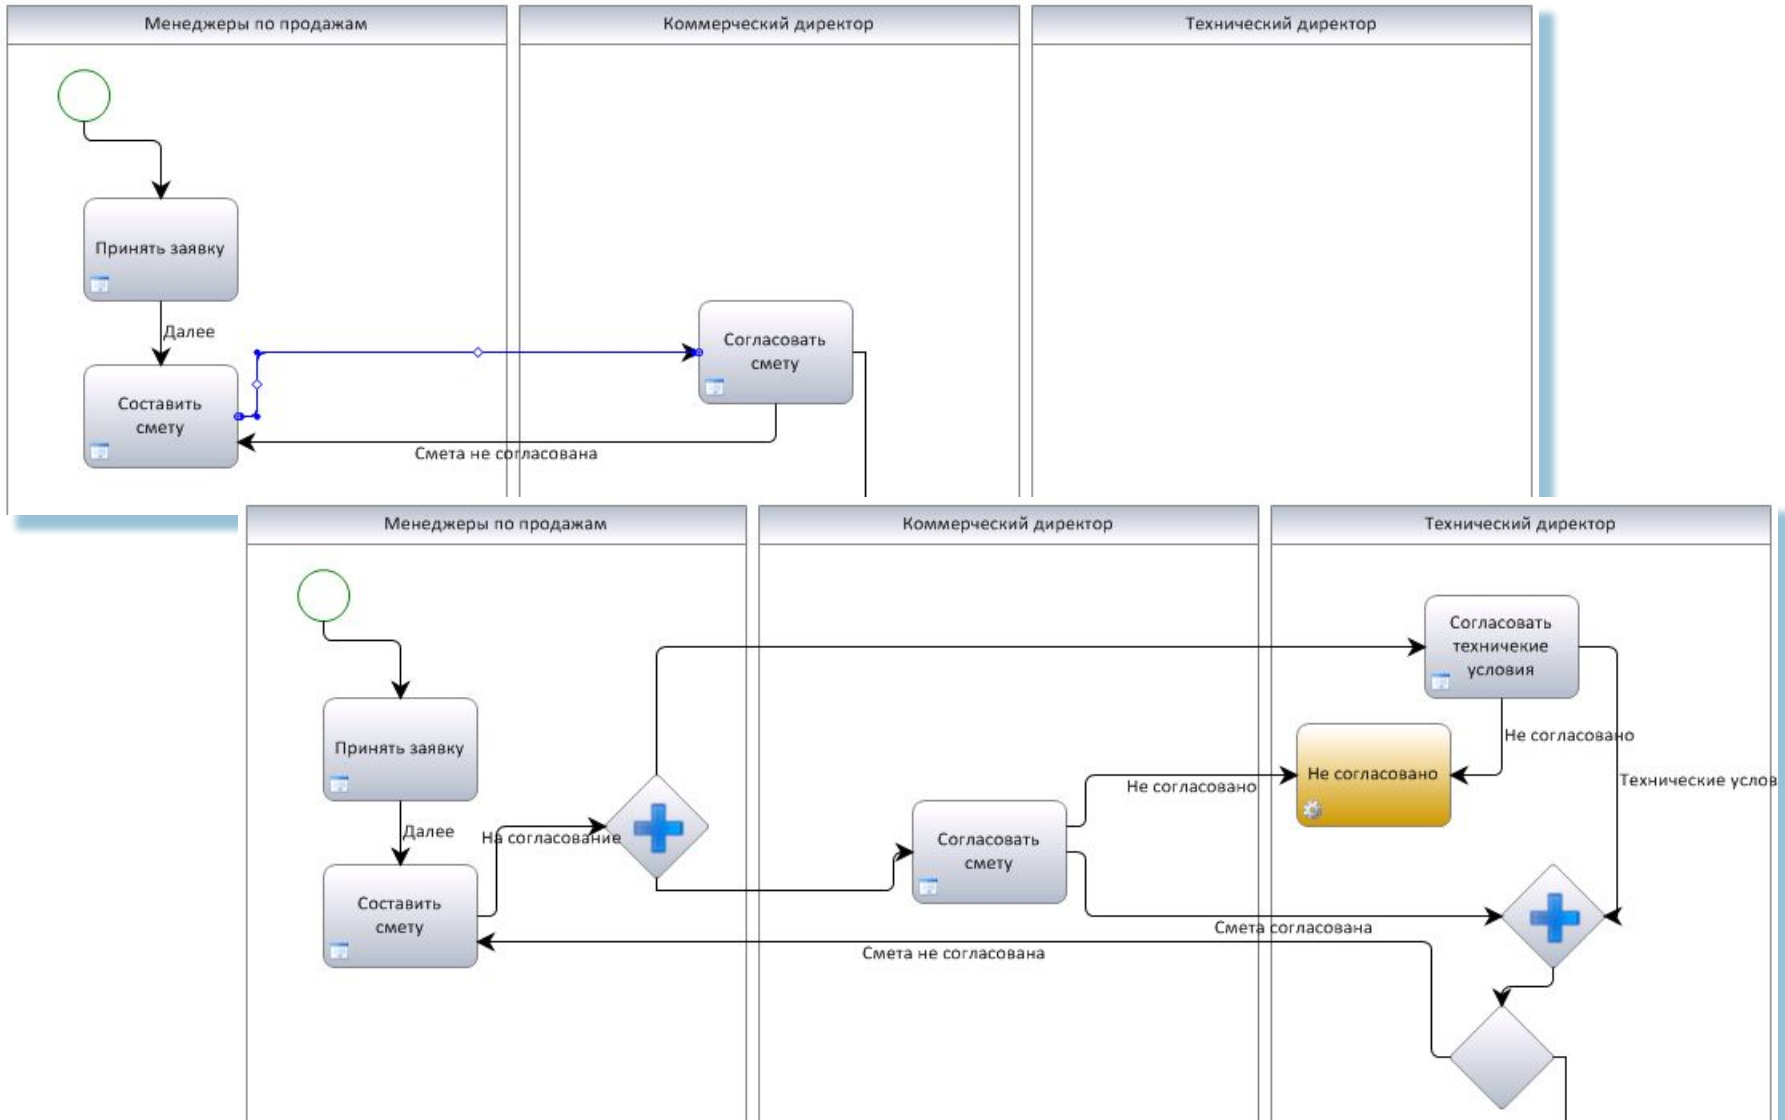 Менеджеры по продажам
Коммерческий директор
Технический директор
Принять заявку
Далее
Согласовать
смету
Составить
смету
Смета не согласована
Менеджеры по продажам
Коммерческий директор
Технический директор
Согласовать
техничекие
условия
Принять заявку
Не согласовано
Не согласовано
Не согласовано
Технические услов
Далее
На согласование
Согласовать
смету
Составить
смету
Смета согласована
Смета не согласована